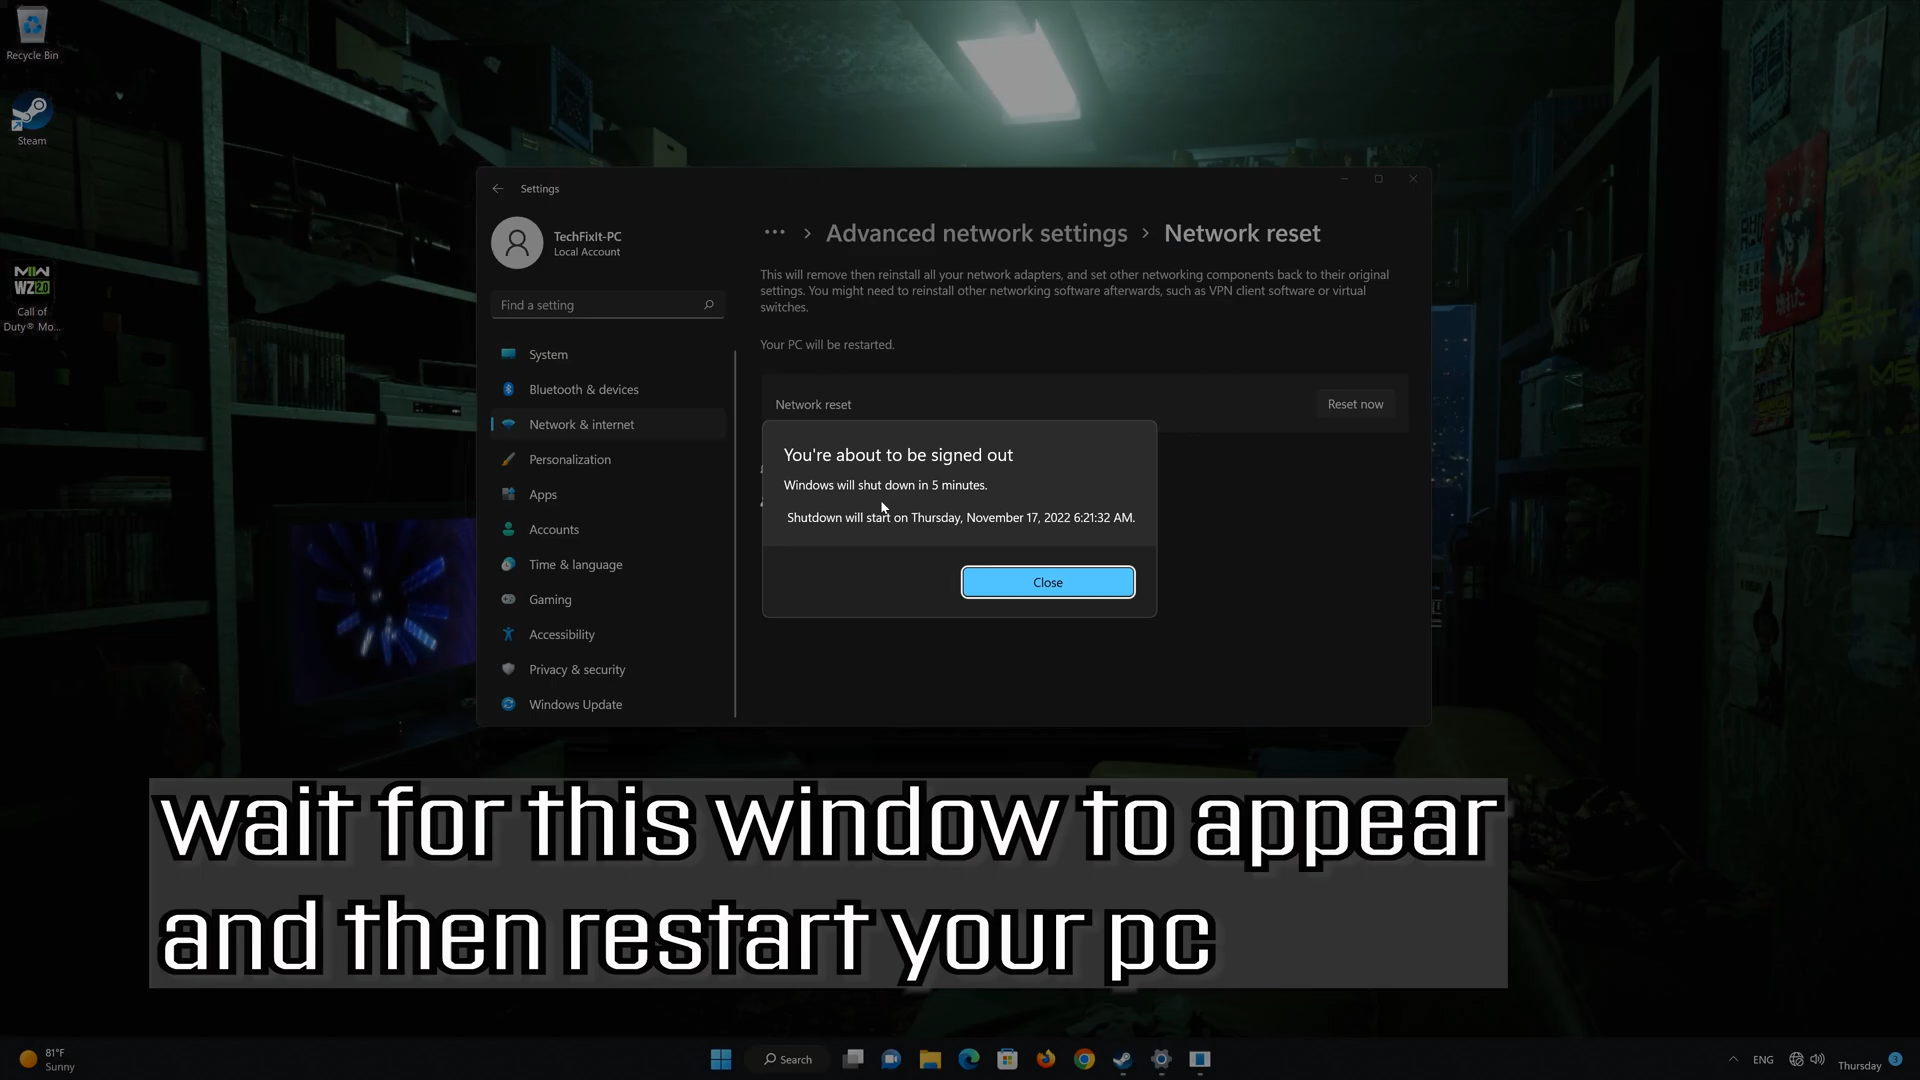 Recycle Bin
Steam
MW
WZ 2.0
Call of
Duty® Mo...
Settings
TechFixIt-PC
Local Account
Find a setting
System
Bluetooth & devices
Network & internet
Personalization
Apps
Accounts
Time & language
Gaming
Accessibility
Privacy & security
Windows Update
... > Advanced network settings > Network reset
This will remove then reinstall all your network adapters, and set other networking components back to their original
settings. You might need to reinstall other networking software afterwards, such as VPN client software or virtual
switches.
Your PC will be restarted.
Network reset
Reset now
You're about to be signed out
Windows will shut down in 5 minutes.
Shutdown will start on Thursday, November 17, 2022 6:21:32 AM.
Close
wait for this window to appear
and then restart your pc
81°F
Sunny
Search
ENG
Thursday
3